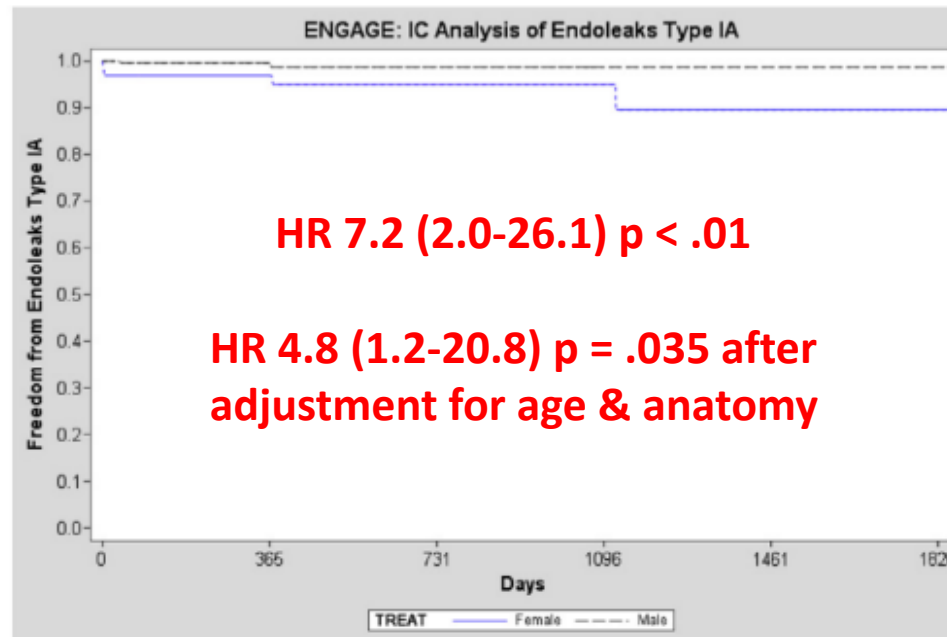 ENGAGE: IC Analysis of Endoleaks Type IA
Freedom from Endoleaks Type IA
1.0
0.9
0.8
0.7
0.6
0.5
0.4
0.3
0.2
0.1
0.0
HR 7.2 (2.0-26.1) p < .01
HR 4.8 (1.2-20.8) p = .035 after
adjustment for age & anatomy
0 365 731 1096 1461 182
Days
TREAT Female Male